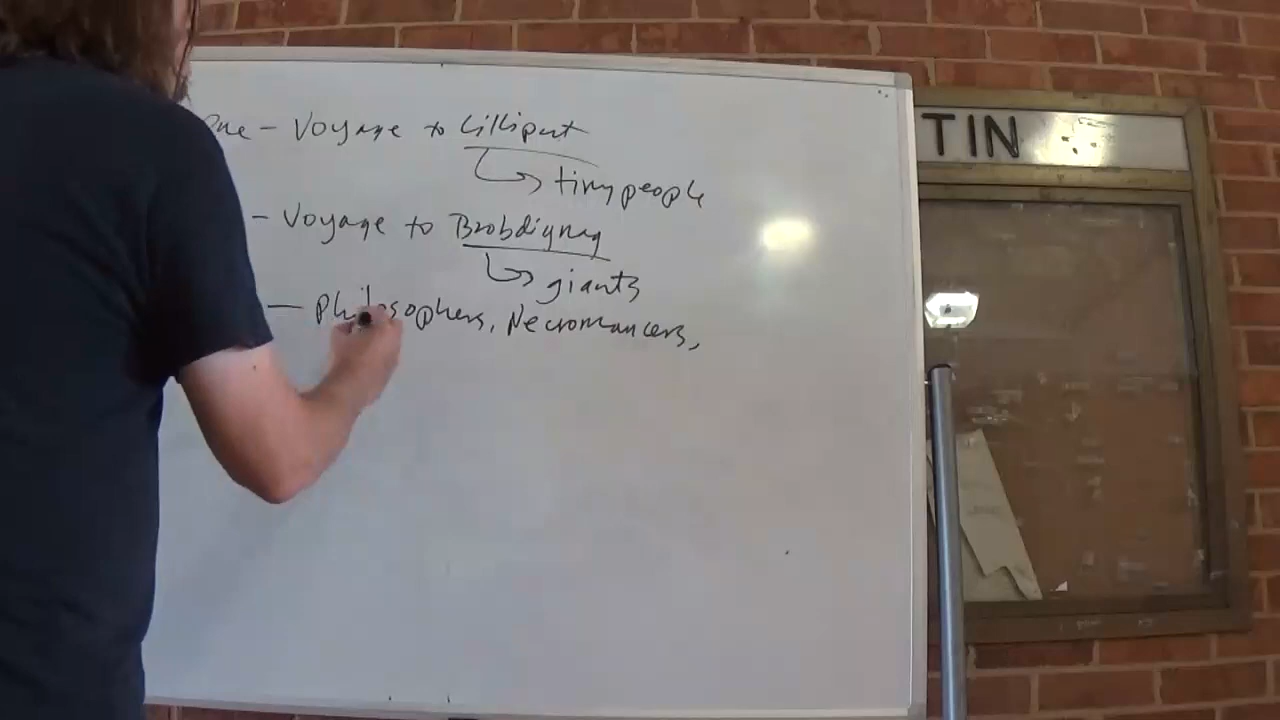 One - Voyage to Lilliput
tiny people
- Voyage to Brobdignag
giants
— Philosophers, Necromancers,
TIN